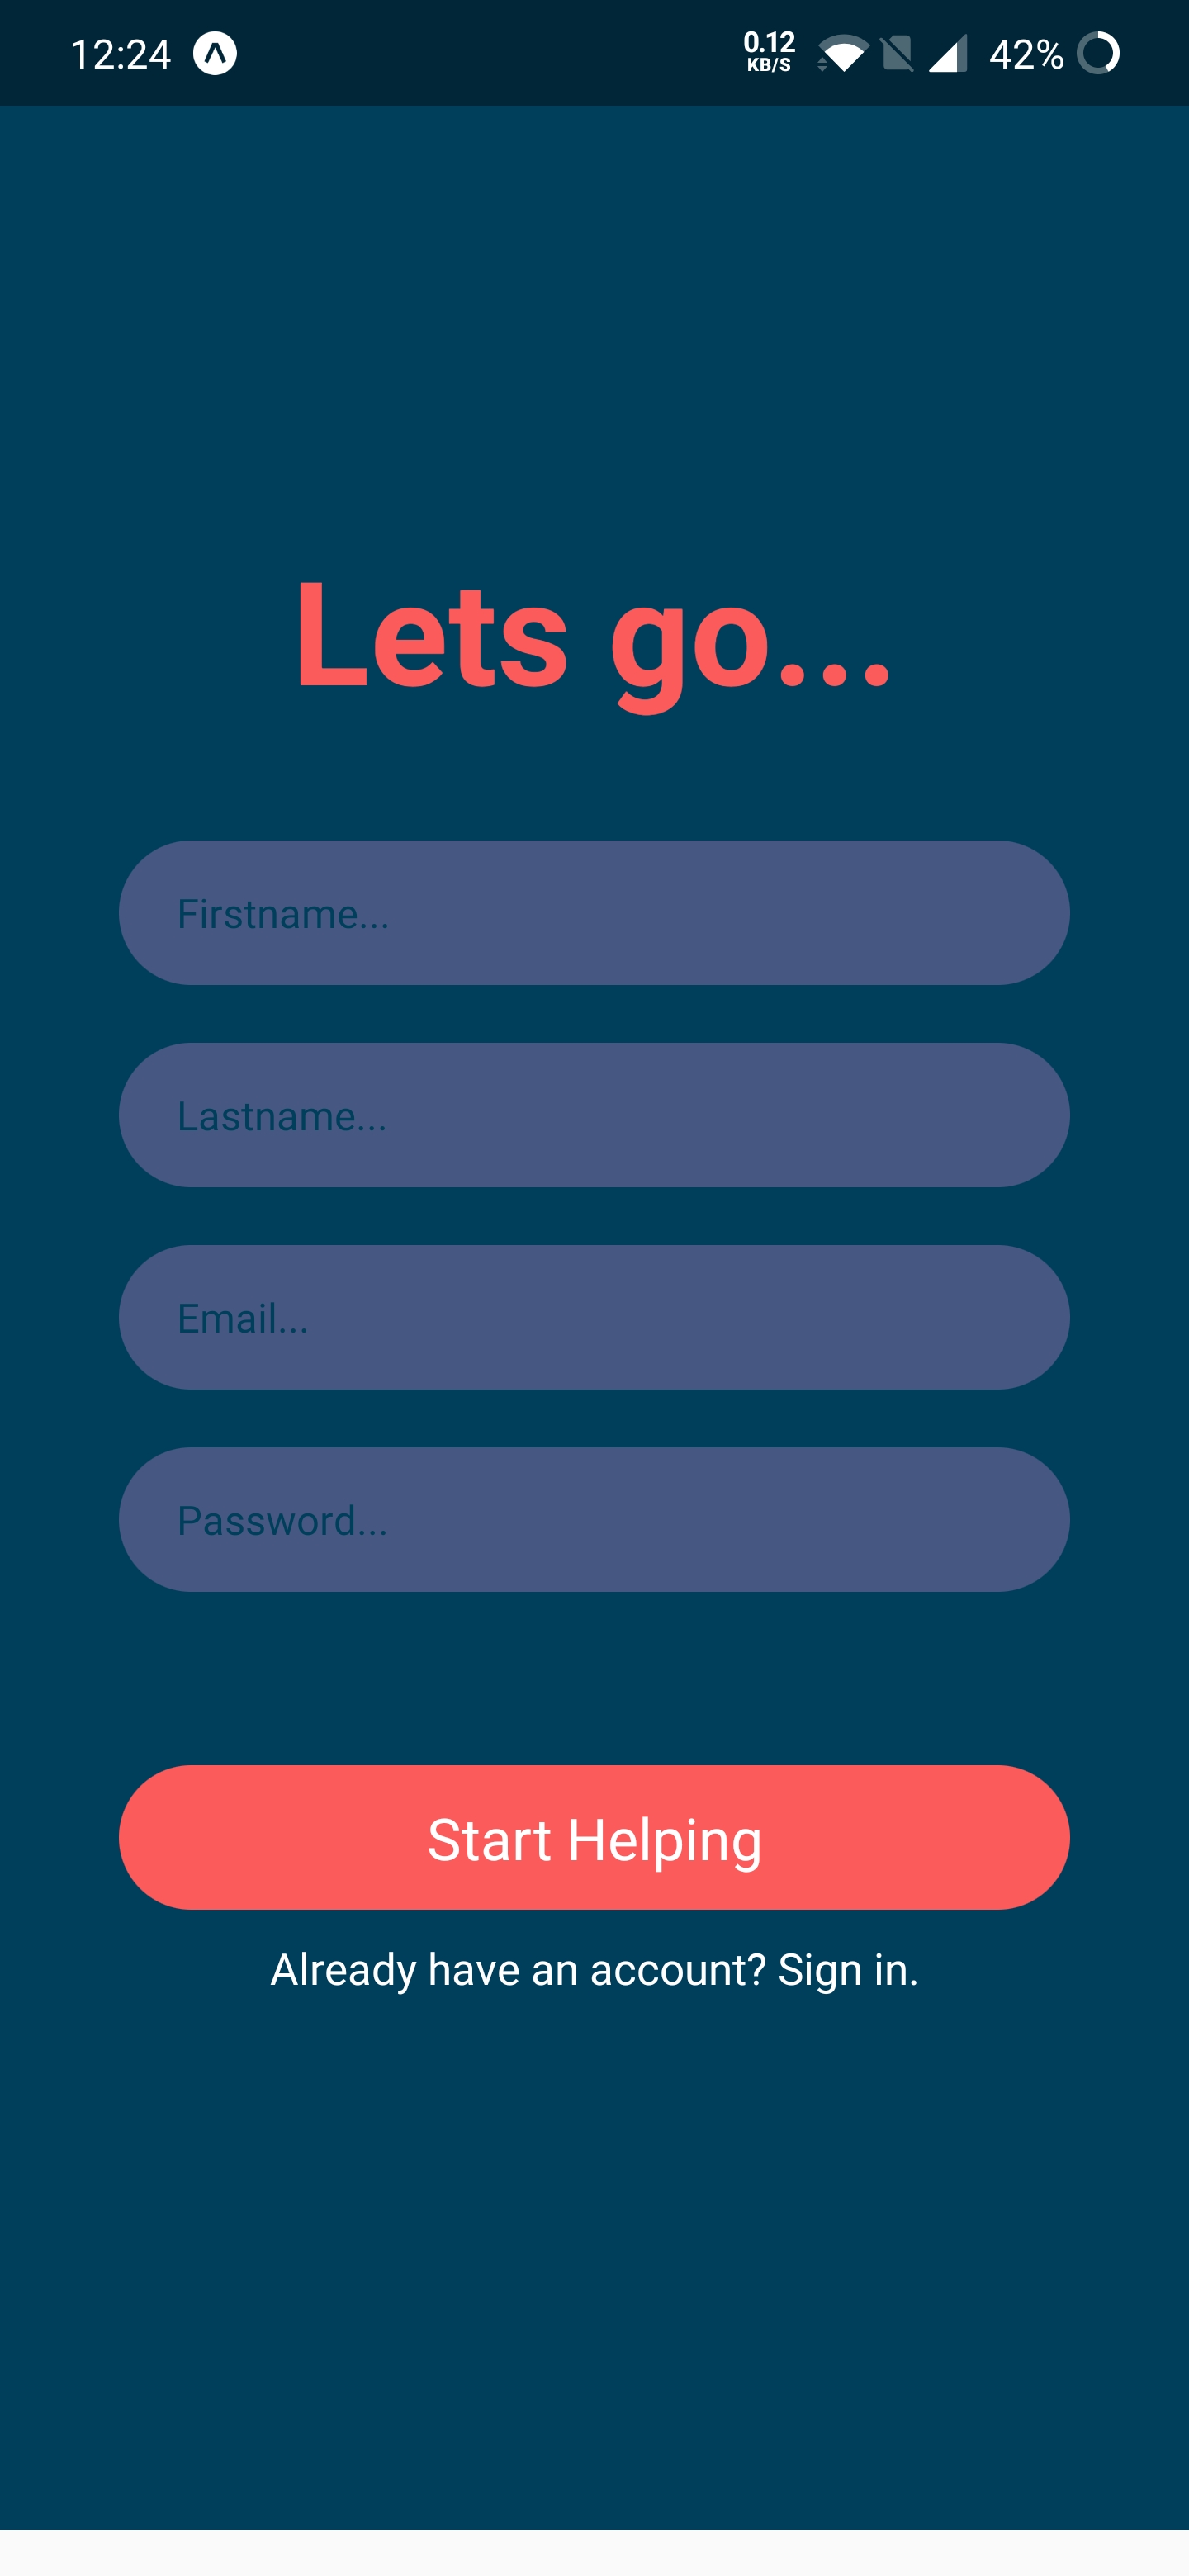 12:24
0.12
KB/S
42%
Lets go...
Firstname...
Lastname...
Email...
Password...
Start Helping
Already have an account? Sign in.